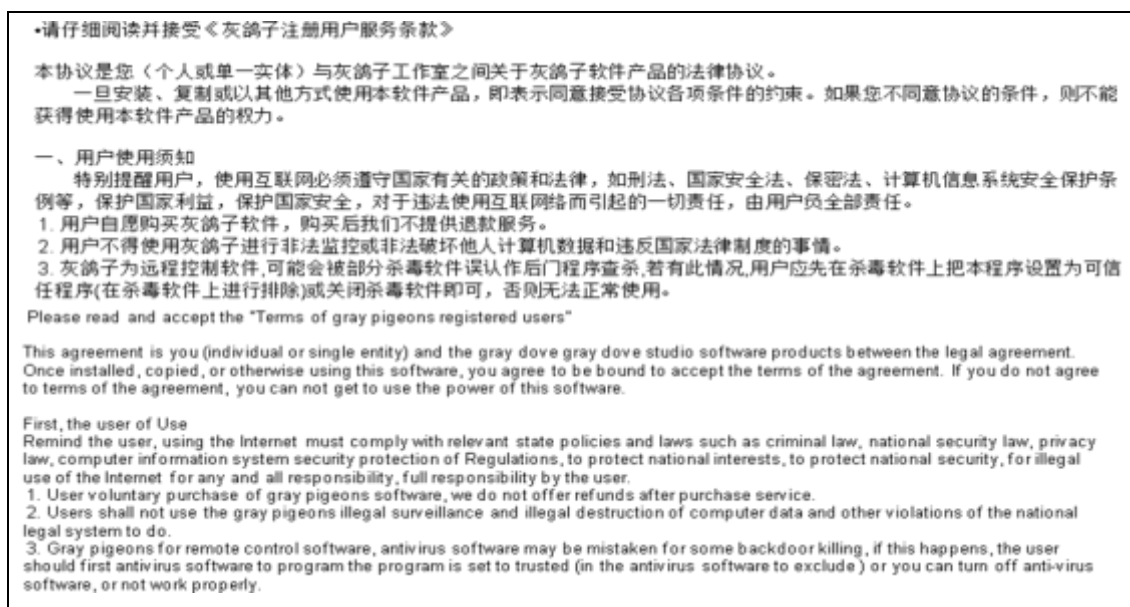 •请仔细阅读并接受《灰鸽子注册用户服务条款》
本协议是您（个人或单一实体）与灰鸽子工作室之间关于灰鸽子软件产品的法律协议。
一旦安装、复制或以其他方式使用本软件产品，即表示同意接受协议各项条件的约束。如果您不同意协议的条件，则不能
获得使用本软件产品的权力。
一、用户使用须知
特别提醒用户，使用互联网必须遵守国家有关的政策和法律，如刑法、国家安全法、保密法、计算机信息系统安全保护条
例等，保护国家利益，保护国家安全，对于违法使用互联网络而引起的一切责任，由用户负全部责任。
1. 用户自愿购买灰鸽子软件，购买后我们不提供退款服务。
2. 用户不得使用灰鸽子进行非法监控或非法破坏他人计算机数据和违反国家法律制度的事情。
3. 灰鸽子为远程控制软件,可能会被部分杀毒软件误认作后门程序查杀,若有此情况,用户应先在杀毒软件上把本程序设置为可信
任程序(在杀毒软件上进行排除)或关闭杀毒软件即可，否则无法正常使用。
Please read and accept the "Terms of gray pigeons registered users"
This agreement is you (individual or single entity) and the gray dove gray dove studio software products between the legal agreement.
Once installed, copied, or otherwise using this software, you agree to be bound to accept the terms of the agreement. If you do not agree
to terms of the agreement, you can not get to use the power of this software.
First, the user of Use
Remind the user, using the Internet must comply with relevant state policies and laws such as criminal law, national security law, privacy
law, computer information system security protection of Regulations, to protect national interests, to protect national security, for illegal
use of the Internet for any and all responsibility, full responsibility by the user.
1. User voluntary purchase of gray pigeons software, we do not offer refunds after purchase service.
2. Users shall not use the gray pigeons illegal surveillance and illegal destruction of computer data and other violations of the national
legal system to do.
3. Gray pigeons for remote control software, antivirus software may be mistaken for some backdoor killing, if this happens, the user
should first antivirus software to program the program is set to trusted (in the antivirus software to exclude ) or you can turn off anti-virus
software, or not work properly.